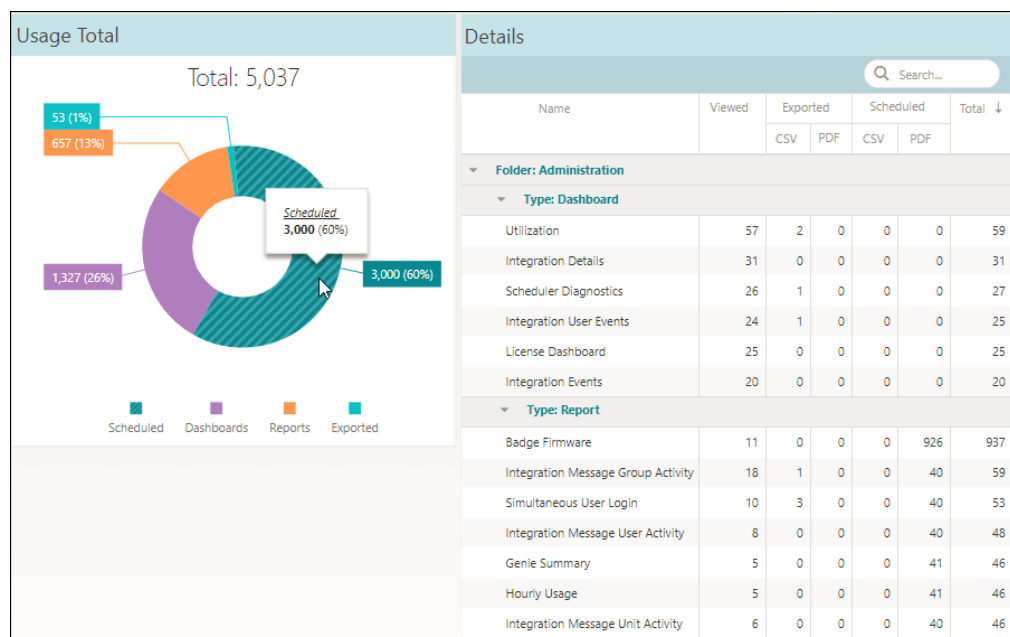 Usage Total
Total: 5,037
53 (1%)
657 (13%)
Scheduled
3,000 (60%)
1,327 (26%)
3,000 (60%)
Scheduled Dashboards Reports Exported
Details
Search...
Name Viewed Exported Scheduled Total ↓
CSV PDF CSV PDF
Folder: Administration
Type: Dashboard
Utilization 57 2 0 0 0 59
Integration Details 31 0 0 0 0 31
Scheduler Diagnostics 26 1 0 0 0 27
Integration User Events 24 1 0 0 0 25
License Dashboard 25 0 0 0 0 25
Integration Events 20 0 0 0 0 20
Type: Report
Badge Firmware 11 0 0 0 926 937
Integration Message Group Activity 18 1 0 0 40 59
Simultaneous User Login 10 3 0 0 40 53
Integration Message User Activity 8 0 0 0 40 48
Genie Summary 5 0 0 0 41 46
Hourly Usage 5 0 0 0 41 46
Integration Message Unit Activity 6 0 0 0 40 46